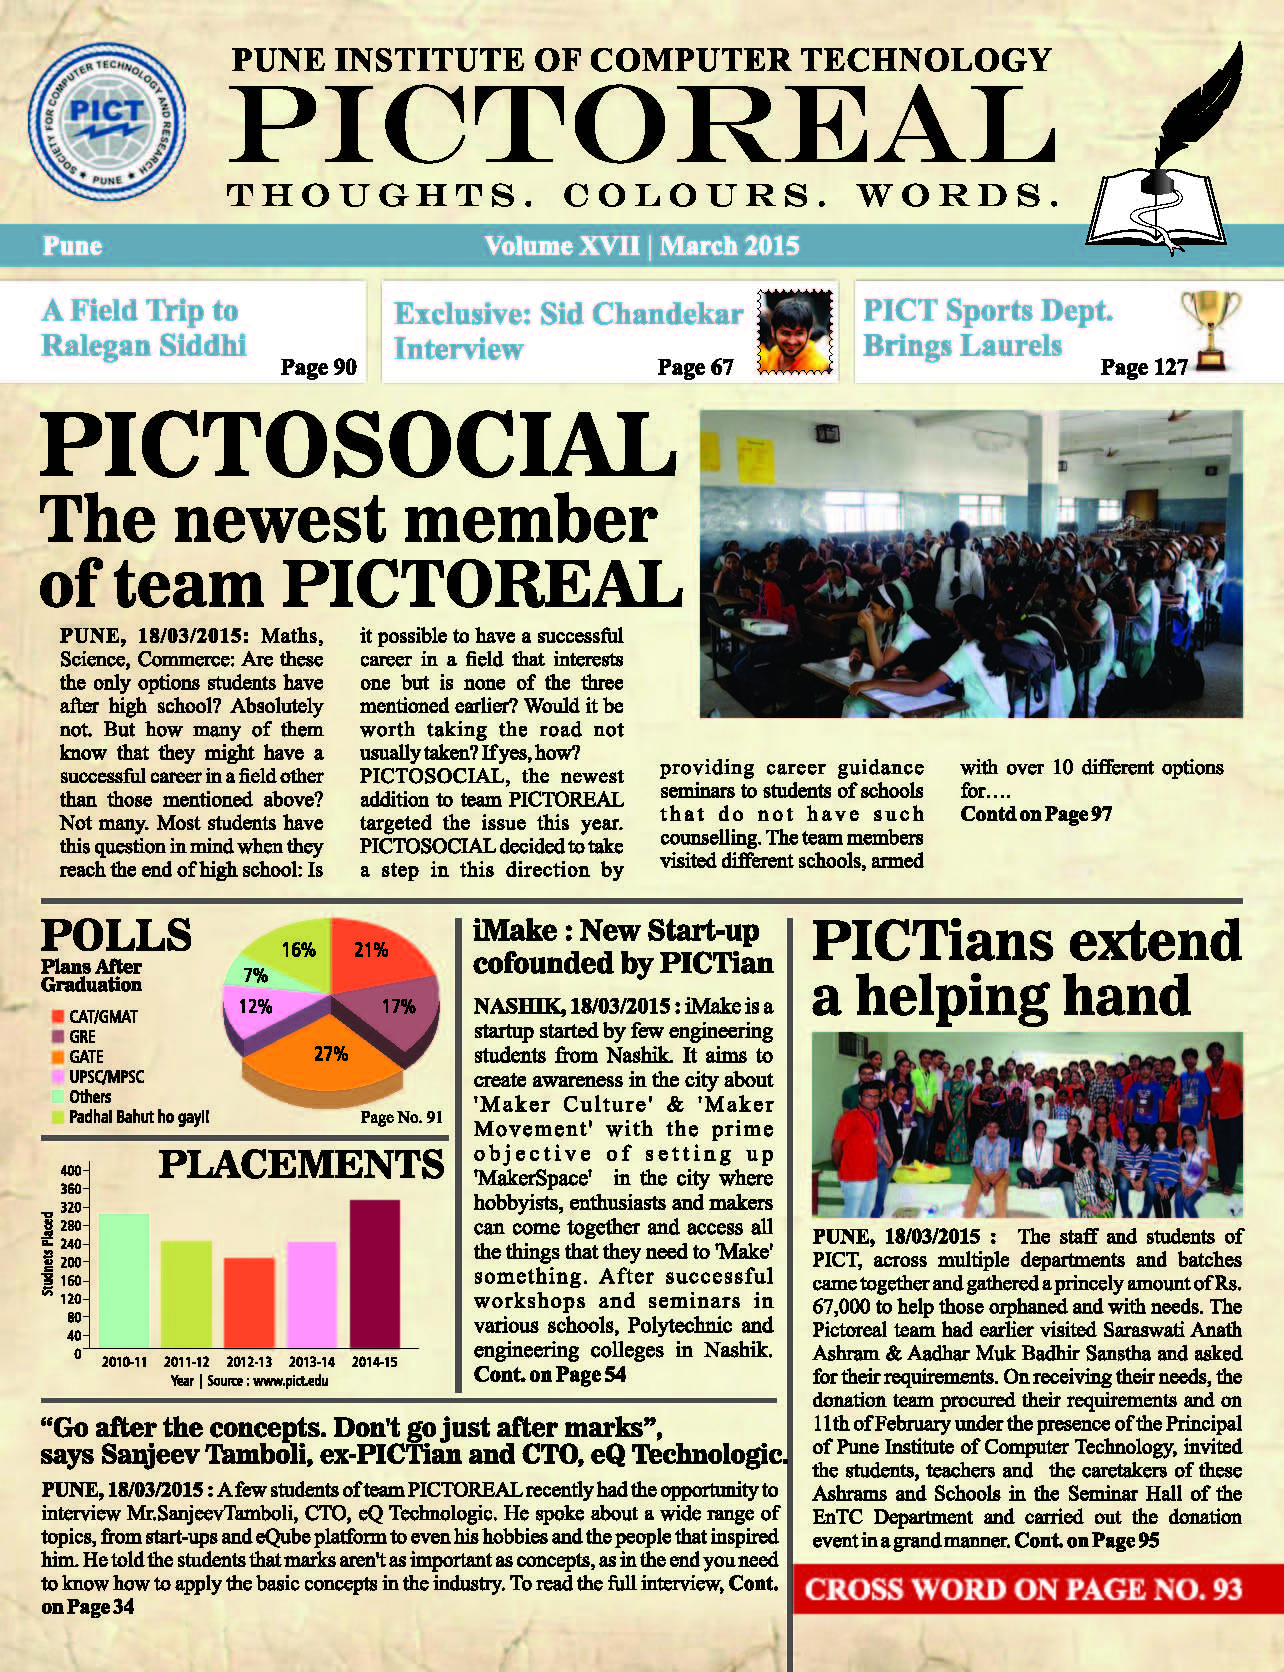 SOCIETY FOR COMPUTER TECHNOLOGY AND RESEARCH
PICT
* PUNE *
PUNE INSTITUTE OF COMPUTER TECHNOLOGY
PICTOREAL
THOUGHTS. COLOURS. WORDS.
Pune
Volume XVII | March 2015
A Field Trip to
Ralegan Siddhi
Page 90
Exclusive: Sid Chandekar
Interview
Page 67
PICT Sports Dept.
Brings Laurels
Page 127
PICTOSOCIAL
The newest member
of team PICTOREAL
PUNE, 18/03/2015: Maths,
Science, Commerce: Are these
the only options students have
after high school? Absolutely
not. But how many of them
know that they might have a
successful career in a field other
than those mentioned above?
Not many. Most students have
this question in mind when they
reach the end of high school: Is
it possible to have a successful
career in a field that interests
one but is none of the three
mentioned earlier? Would it be
worth taking the road not
usually taken? If yes, how?
PICTOSOCIAL, the newest
addition to team PICTOREAL
targeted the issue this year.
PICTOSOCIAL decided to take
a step in this direction by
providing career guidance
seminars to students of schools
that do not have such
counselling. The team members
visited different schools, armed
with over 10 different options
for....
Contd on Page 97
POLLS
Plans After
Graduation
CAT/GMAT
GRE
GATE
UPSC/MPSC
Others
Padhai Bahut ho gayi!
16%
21%
7%
12%
17%
27%
Page No. 91
PLACEMENTS
Studnets Placed
400
360
320
280
240
200
160
120
80
40
0
2010-11 2011-12 2012-13 2013-14 2014-15
Year | Source : www.pict.edu
iMake : New Start-up
cofounded by PICTian
NASHIK, 18/03/2015 : iMake is a
startup started by few engineering
students from Nashik. It aims to
create awareness in the city about
'Maker Culture' & 'Maker
Movement' with the prime
objective of setting up
'MakerSpace' in the city where
hobbyists, enthusiasts and makers
can come together and access all
the things that they need to 'Make'
something. After successful
workshops and seminars in
various schools, Polytechnic and
engineering colleges in Nashik.
Cont. on Page 54
PICTians extend
a helping hand
PUNE, 18/03/2015 : The staff and students of
PICT, across multiple departments and batches
came together and gathered a princely amount of Rs.
67,000 to help those orphaned and with needs. The
Pictoreal team had earlier visited Saraswati Anath
Ashram & Aadhar Muk Badhir Sanstha and asked
for their requirements. On receiving their needs, the
donation team procured their requirements and on
11th of February under the presence of the Principal
of Pune Institute of Computer Technology, invited
the students, teachers and the caretakers of these
Ashrams and Schools in the Seminar Hall of the
EnTC Department and carried out the donation
event in a grand manner. Cont. on Page 95
“Go after the concepts. Don't go just after marks”,
says Sanjeev Tamboli, ex-PICTian and CTO, eQ Technologic.
PUNE, 18/03/2015 : A few students of team PICTOREAL recently had the opportunity to
interview Mr.SanjeevTamboli, CTO, eQ Technologic. He spoke about a wide range of
topics, from start-ups and eQube platform to even his hobbies and the people that inspired
him. He told the students that marks aren't as important as concepts, as in the end you need
to know how to apply the basic concepts in the industry. To read the full interview, Cont.
on Page 34
CROSS WORD ON PAGE NO. 93